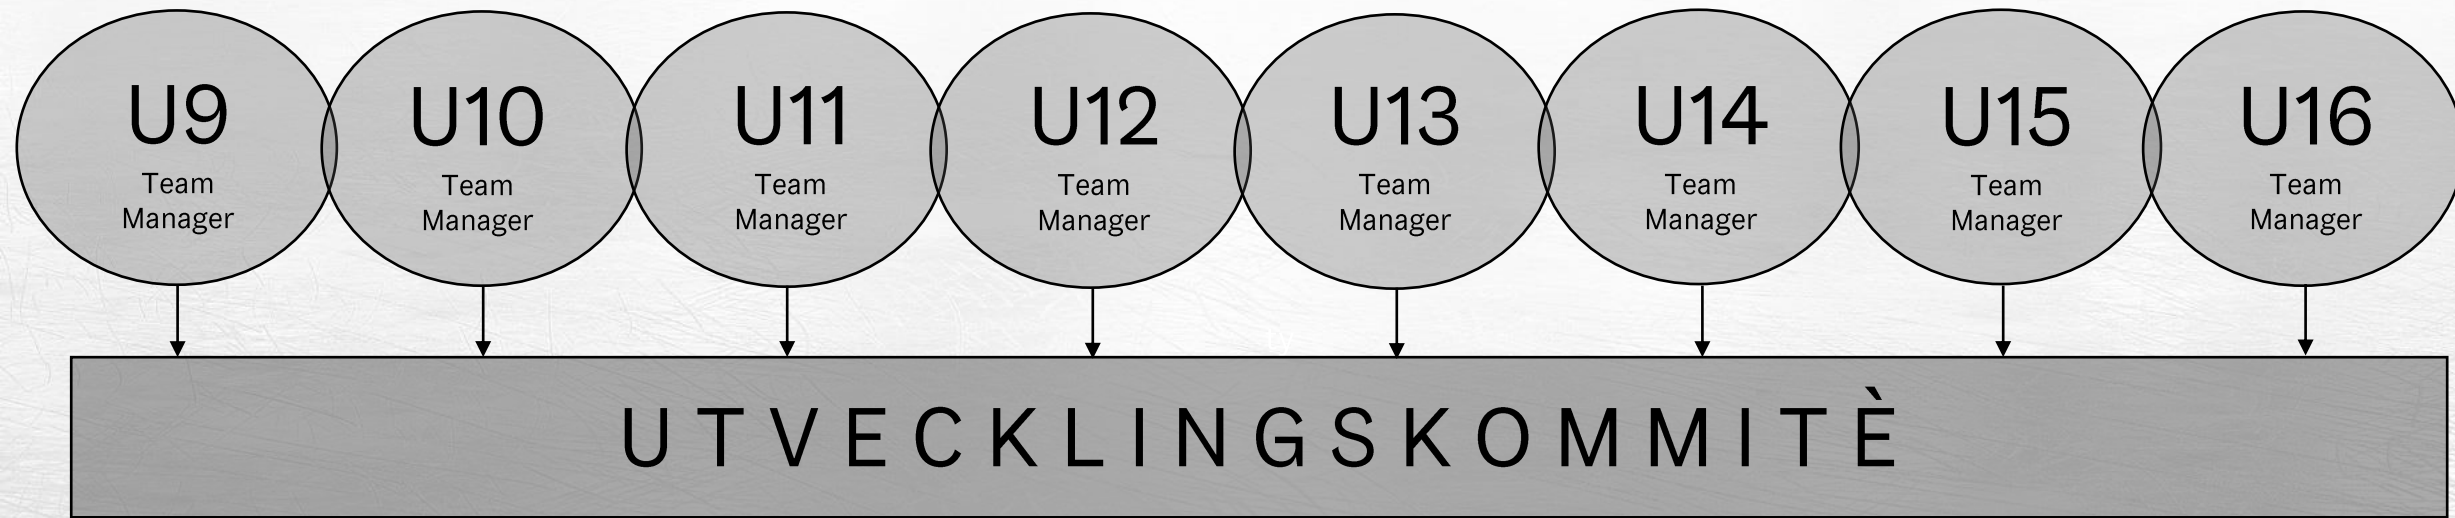 U9 U10 U11 U12 U13 U14 U15 U16
Team Team Team Team Team Team Team Team
Manager Manager Manager Manager Manager Manager Manager Manager
UTVECKLINGSKOMMITÈ